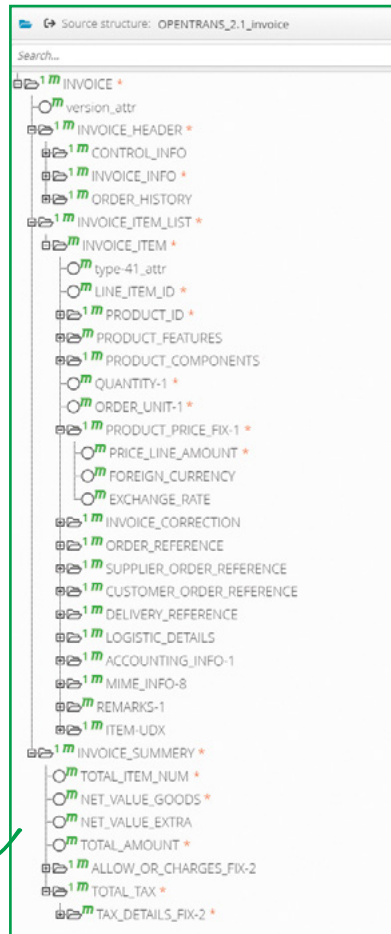 Source structure: OPENTRANS_2.1_invoice
Search...
1 m INVOICE *
m version_attr
1 m INVOICE_HEADER *
1 m CONTROL_INFO
1 m INVOICE_INFO *
1 m ORDER_HISTORY
1 m INVOICE_ITEM_LIST *
m INVOICE_ITEM *
m type-41_attr
m LINE_ITEM_ID *
1 m PRODUCT_ID *
m PRODUCT_FEATURES
1 m PRODUCT_COMPONENTS
m QUANTITY-1 *
m ORDER_UNIT-1 *
1 m PRODUCT_PRICE_FIX-1 *
m PRICE_LINE_AMOUNT *
m FOREIGN_CURRENCY
m EXCHANGE_RATE
1 m INVOICE_CORRECTION
1 m ORDER_REFERENCE
1 m SUPPLIER_ORDER_REFERENCE
1 m CUSTOMER_ORDER_REFERENCE
1 m DELIVERY_REFERENCE
1 m LOGISTIC_DETAILS
1 m ACCOUNTING_INFO-1
1 m MIME_INFO-8
m REMARKS-1
1 m ITEM-UDX
1 m INVOICE_SUMMERY *
m TOTAL_ITEM_NUM *
m NET_VALUE_GOODS *
m NET_VALUE_EXTRA
m TOTAL_AMOUNT *
1 m ALLOW_OR_CHARGES_FIX-2
1 m TOTAL_TAX *
m TAX_DETAILS_FIX-2 *